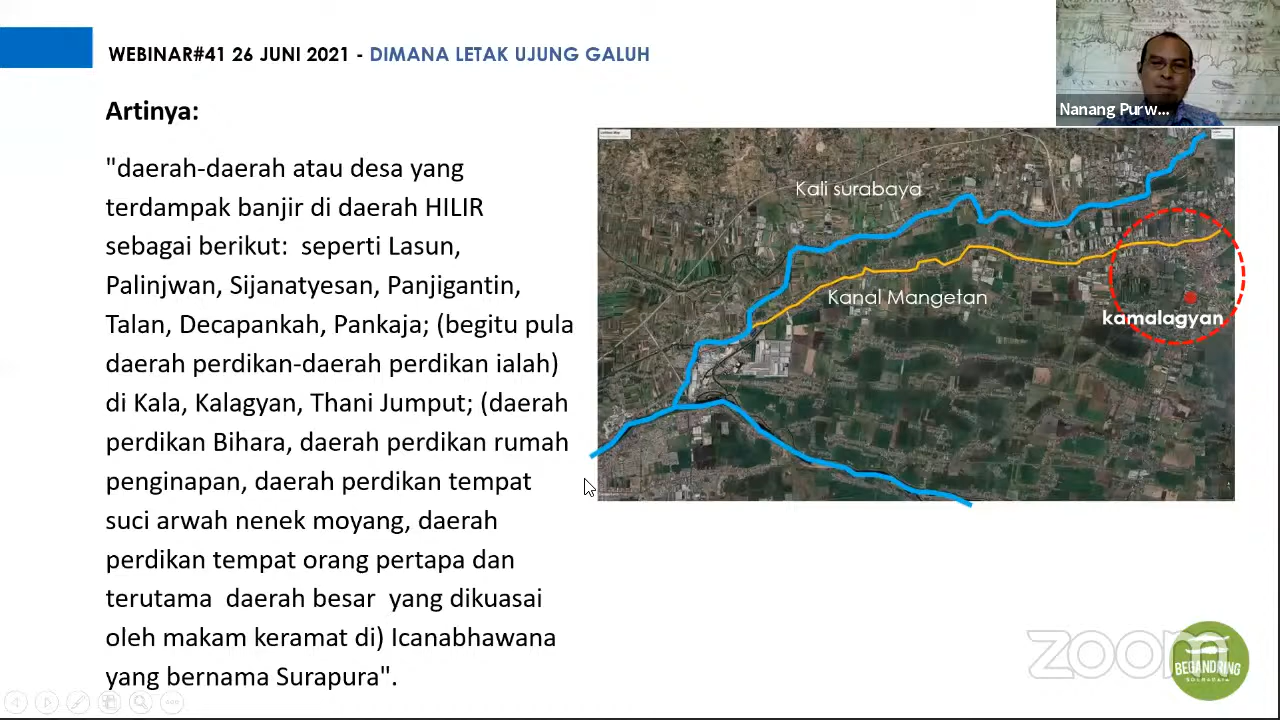 WEBINAR#41 26 JUNI 2021 - DIMANA LETAK UJUNG GALUH
Nanang Purw...
Artinya:
"daerah-daerah atau desa yang
terdampak banjir di daerah HILIR
sebagai berikut: seperti Lasun,
Palinjwan, Sijanatyesan, Panjigantin,
Talan, Decapankah, Pankaja; (begitu pula
daerah perdikan-daerah perdikan ialah)
di Kala, Kalagyan, Thani Jumput; (daerah
perdikan Bihara, daerah perdikan rumah
penginapan, daerah perdikan tempat
suci arwah nenek moyang, daerah
perdikan tempat orang pertapa dan
terutama daerah besar yang dikuasai
oleh makam keramat di) Icanabhawana
yang bernama Surapura".
Kali surabaya
Kanal Mangetan
kamalagyan
zoom
BEGANDRING
SOERABAIA